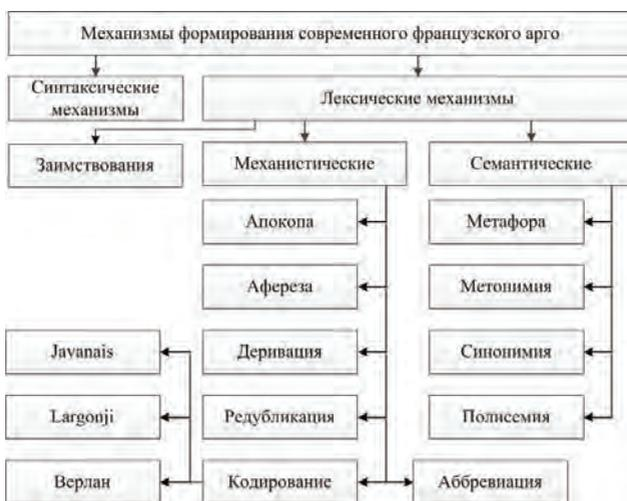 Механизмы формирования современного французского арго
Синтаксические
механизмы
Лексические механизмы
Заимствования
Механистические
Семантические
Апокопа
Метафора
Афереза
Метонимия
Javanais
Деривация
Синонимия
Largonji
Редубликация
Полисемия
Верлан
Кодирование
Аббревиация